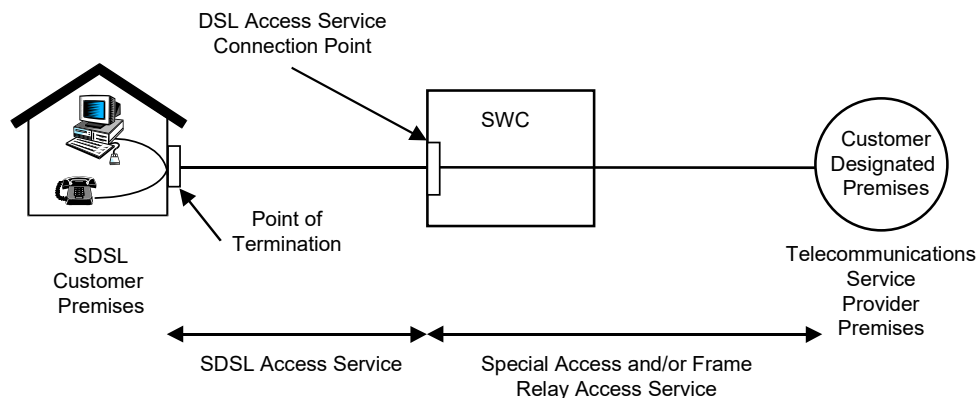 DSL Access Service
Connection Point
SWC
Customer
Designated
Premises
Point of
Termination
SDSL
Customer
Premises
Telecommunications
Service
Provider
Premises
SDSL Access Service
Special Access and/or Frame
Relay Access Service